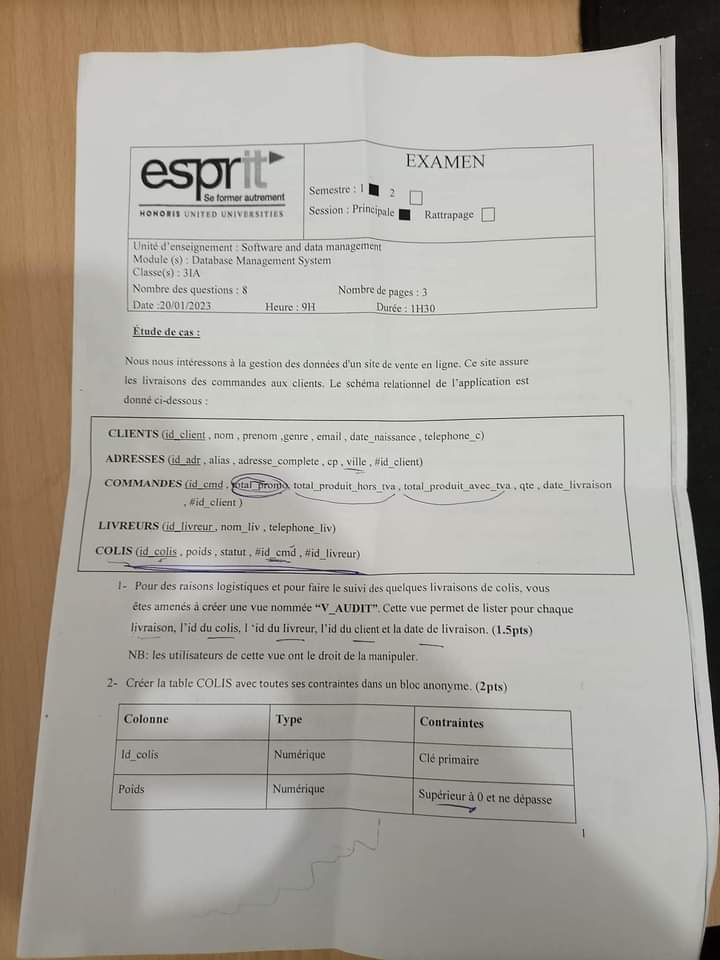 esprit
Se former autrement
HONORIS UNITED UNIVERSITIES
EXAMEN
Semestre : 1 ■ 2 □
Session : Principale ■ Rattrapage □
Unité d'enseignement : Software and data management
Module (s) : Database Management System
Classe(s) : 3IA
Nombre des questions : 8 Nombre de pages : 3
Date :20/01/2023 Heure : 9H Durée : 1H30
Étude de cas :
Nous nous intéressons à la gestion des données d'un site de vente en ligne. Ce site assure
les livraisons des commandes aux clients. Le schéma relationnel de l'application est
donné ci-dessous :
CLIENTS (id_client , nom , prenom ,genre , email , date_naissance , telephone_c)
ADRESSES (id_adr , alias , adresse_complete , cp , ville , #id_client)
COMMANDES (id_cmd , total_promo, total_produit_hors_tva , total_produit_avec_tva , qte , date_livraison
, #id_client )
LIVREURS (id_livreur , nom_liv , telephone_liv)
COLIS (id_colis , poids , statut , #id_cmd , #id_livreur)
1- Pour des raisons logistiques et pour faire le suivi des quelques livraisons de colis, vous
êtes amenés à créer une vue nommée “V_AUDIT”. Cette vue permet de lister pour chaque
livraison, l'id du colis, l 'id du livreur, l'id du client et la date de livraison. (1.5pts)
NB: les utilisateurs de cette vue ont le droit de la manipuler.
2- Créer la table COLIS avec toutes ses contraintes dans un bloc anonyme. (2pts)
Colonne Type Contraintes
Id_colis Numérique Clé primaire
Poids Numérique Supérieur à 0 et ne dépasse
1